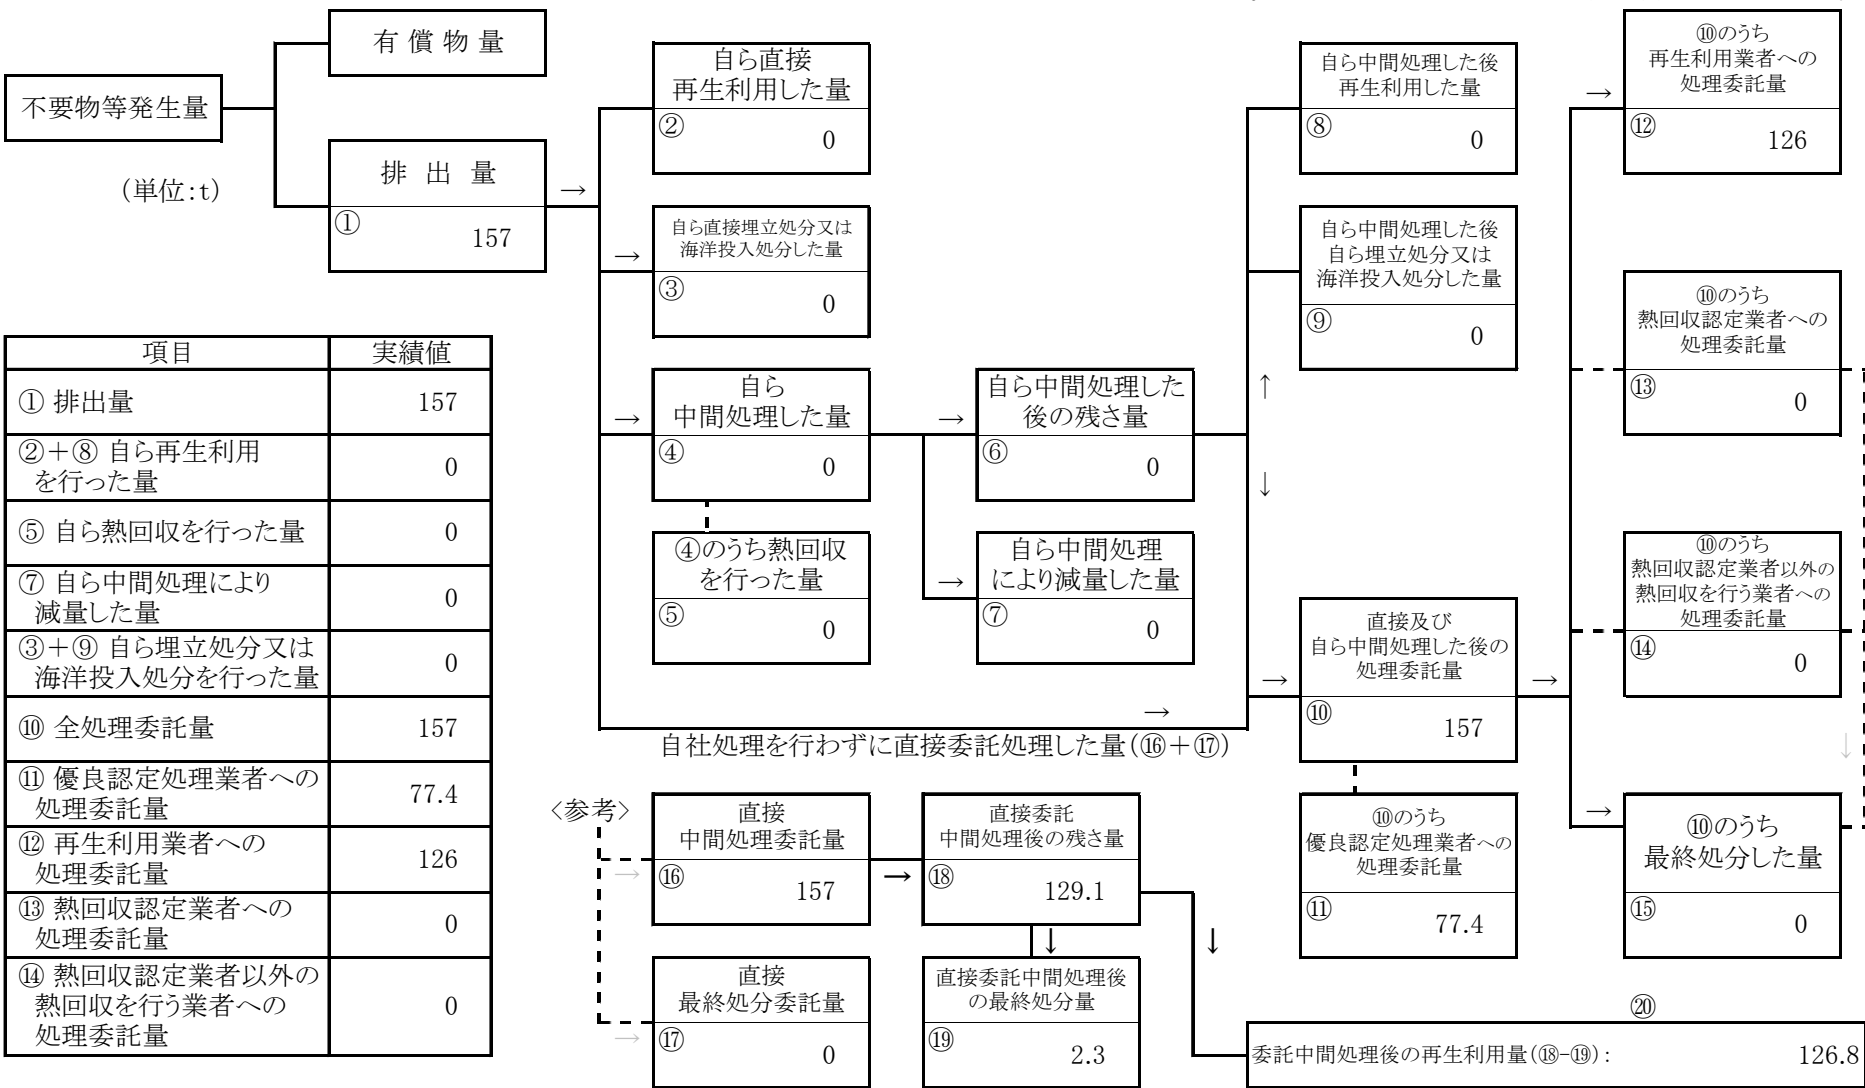 不要物等発生量
(単位:t)
有 償 物 量
排 出 量
①
157
→
自ら直接
再生利用した量
②
0
→
自ら直接埋立処分又は
海洋投入処分した量
③
0
→
自ら
中間処理した量
④
0
④のうち熱回収
を行った量
⑤
0
→
自ら中間処理した
後の残さ量
⑥
0
→
自ら中間処理
により減量した量
⑦
0
→
自社処理を行わずに直接委託処理した量(⑯+⑰)
自ら中間処理した後
再生利用した量
⑧
0
自ら中間処理した後
自ら埋立処分又は
海洋投入処分した量
⑨
0
↑
↓
→
直接及び
自ら中間処理した後の
処理委託量
⑩
157
⑩のうち
優良認定処理業者への
処理委託量
⑪
77.4
→
→
⑩のうち
再生利用業者への
処理委託量
⑫
126
⑩のうち
熱回収認定業者への
処理委託量
⑬
0
⑩のうち
熱回収認定業者以外の
熱回収を行う業者への
処理委託量
⑭
0
↓
→
⑩のうち
最終処分した量
⑮
0
項目 実績値
① 排出量 157
②+⑧ 自ら再生利用
を行った量 0
⑤ 自ら熱回収を行った量 0
⑦ 自ら中間処理により
減量した量 0
③+⑨ 自ら埋立処分又は
海洋投入処分を行った量 0
⑩ 全処理委託量 157
⑪ 優良認定処理業者への
処理委託量 77.4
⑫ 再生利用業者への
処理委託量 126
⑬ 熱回収認定業者への
処理委託量 0
⑭ 熱回収認定業者以外の
熱回収を行う業者への
処理委託量 0
〈参考〉
→
直接
中間処理委託量
⑯
157
→
直接
最終処分委託量
⑰
0
→
直接委託
中間処理後の残さ量
⑱
129.1
↓
↓
直接委託中間処理後
の最終処分量
⑲
2.3
⑳
委託中間処理後の再生利用量(⑱-⑲): 126.8